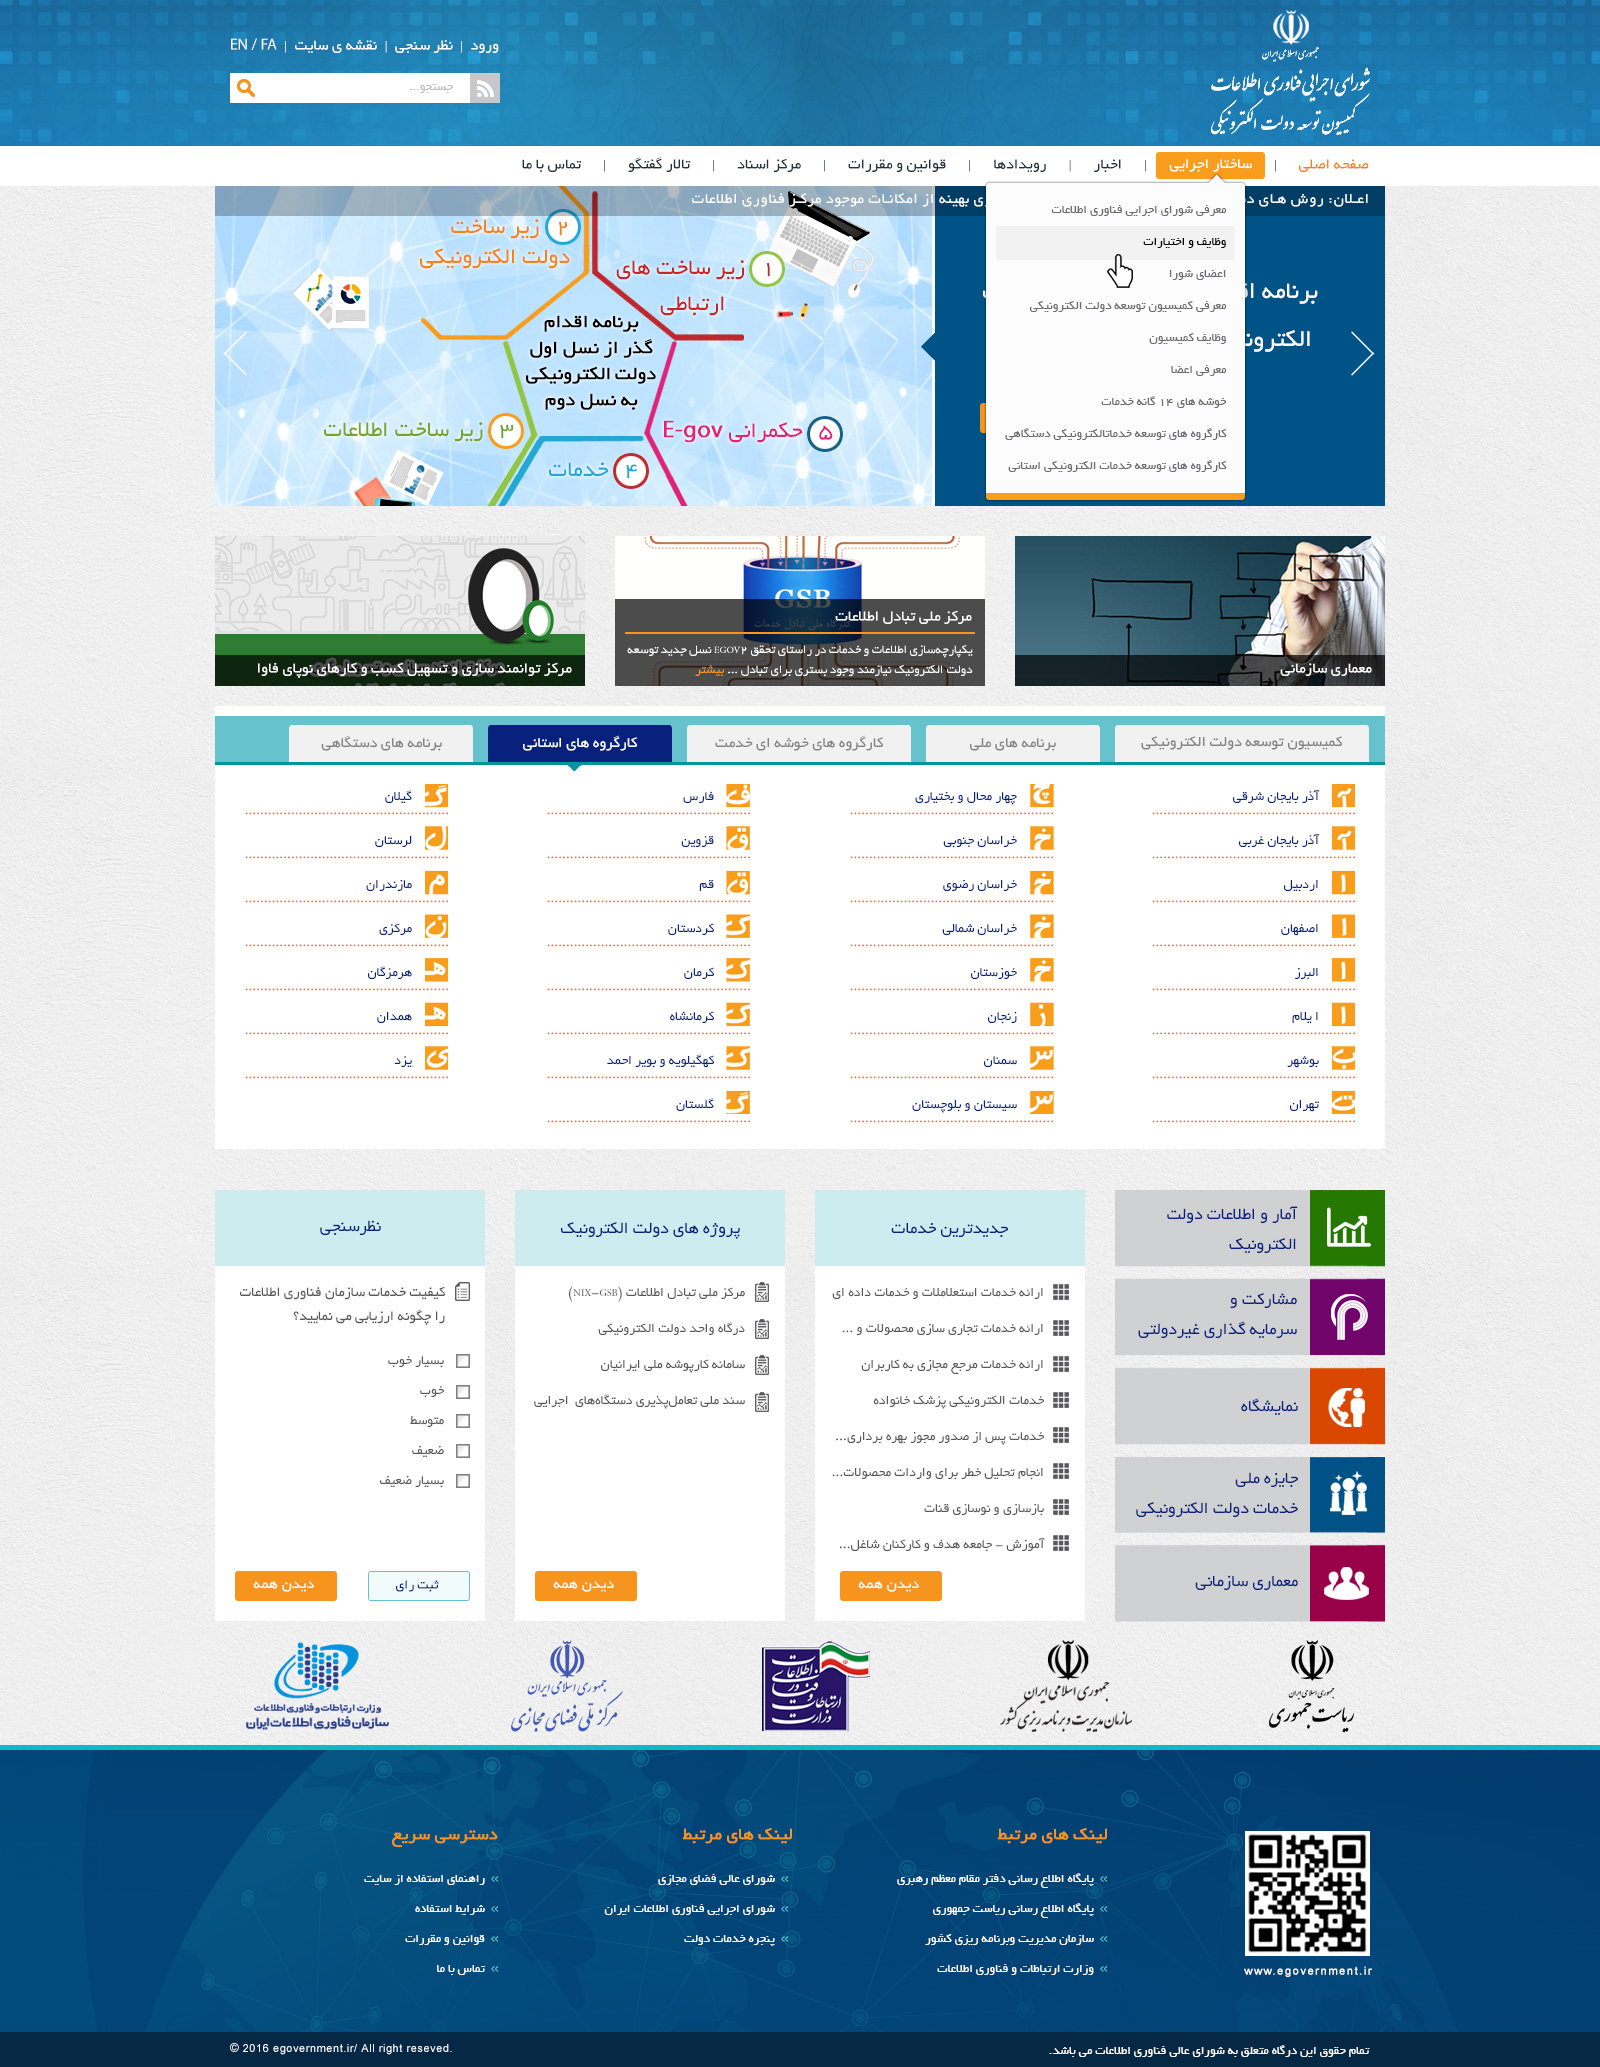 جمهوری اسلامی ایران
شورای اجرایی فناوری اطلاعات
کمیسیون توسعه دولت الکترونیکی
ورود | نظر سنجی | نقشه ی سایت | EN / FA
جستجو...
صفحه اصلی | ساختار اجرایی | اخبار | رویدادها | قوانین و مقررات | مرکز اسناد | تالار گفتگو | تماس با ما
اعـلان: روش هـای
ی بهینه از امکانـات موجود مرکـز فناوری اطلاعات
معرفی شورای اجرایی فناوری اطلاعات
وظایف و اختیارات
اعضای شورا
معرفی کمیسیون توسعه دولت الکترونیکی
وظایف کمیسیون
معرفی اعضا
خوشه های ۱۴ گانه خدمات
کارگروه های توسعه خدماتالکترونیکی دستگاهی
کارگروه های توسعه خدمات الکترونیکی استانی
برنامه
الکترون
۱ زیر ساخت های
ارتباطی
۲ زیر ساخت
دولت الکترونیکی
برنامه اقدام
گذر از نسل اول
دولت الکترونیکی
به نسل دوم
۳ زیر ساخت اطلاعات
۴ خدمات
۵ حکمرانی E-gov
معماری سازمانی
GSB
مرکز ملی تبادل اطلاعات
یکپارچه‌سازی اطلاعات و خدمات در راستای تحقق EGOV۲ نسل جدید توسعه
دولت الکترونیک نیازمند وجود بستری برای تبادل ... بیشتر
مرکز توانمند سازی و تسهیل کسب و کارهای نوپای فاوا
کمیسیون توسعه دولت الکترونیکی
برنامه های ملی
کارگروه های خوشه ای خدمت
کارگروه های استانی
برنامه های دستگاهی
آ آذر بایجان شرقی
آ آذر بایجان غربی
ا اردبیل
ا اصفهان
ا البرز
ا ا یلام
ب بوشهر
ت تهران
چ چهار محال و بختیاری
خ خراسان جنوبی
خ خراسان رضوی
خ خراسان شمالی
خ خوزستان
ز زنجان
س سمنان
س سیستان و بلوچستان
ف فارس
ق قزوین
ق قم
ک کردستان
ک کرمان
ک کرمانشاه
ک کهگیلویه و بویر احمد
گ گلستان
گ گیلان
ل لرستان
م مازندران
ن مرکزی
هـ هرمزگان
هـ همدان
ی یزد
آمار و اطلاعات دولت
الکترونیک
مشارکت و
سرمایه گذاری غیردولتی
نمایشگاه
جایزه ملی
خدمات دولت الکترونیکی
معماری سازمانی
جدیدترین خدمات
ارائه خدمات استعلاملات و خدمات داده ای
ارائه خدمات تجاری سازی محصولات و ...
ارائه خدمات مرجع مجازی به کاربران
خدمات الکترونیکی پزشک خانواده
خدمات پس از صدور مجوز بهره برداری...
انجام تحلیل خطر برای واردات محصولات...
بازسازی و نوسازی قنات
آموزش - جامعه هدف و کارکنان شاغل...
دیدن همه
پروژه های دولت الکترونیک
مرکز ملی تبادل اطلاعات (NIX-GSB)
درگاه واحد دولت الکترونیکی
سامانه کارپوشه ملی ایرانیان
سند ملی تعامل‌پذیری دستگاه‌های اجرایی
دیدن همه
نظرسنجی
کیفیت خدمات سازمان فناوری اطلاعات
را چگونه ارزیابی می نمایید؟
بسیار خوب
خوب
متوسط
ضعیف
بسیار ضعیف
ثبت رای
دیدن همه
جمهوری اسلامی ایران
ریاست جمهوری
جمهوری اسلامی ایران
سازمان مدیریت و برنامه ریزی کشور
وزارت ارتباطات و فناوری اطلاعات
جمهوری اسلامی ایران
مرکز ملی فضای مجازی
وزارت ارتباطات و فناوری اطلاعات
سازمان فناوری اطلاعات ایران
www.egovernment.ir
لینک های مرتبط
پایگاه اطلاع رسانی دفتر مقام معظم رهبری
پایگاه اطلاع رسانی ریاست جمهوری
سازمان مدیریت وبرنامه ریزی کشور
وزارت ارتباطات و فناوری اطلاعات
لینک های مرتبط
شورای عالی فضای مجازی
شورای اجرایی فناوری اطلاعات ایران
پنجره خدمات دولت
دسترسی سریع
راهنمای استفاده از سایت
شرایط استفاده
قوانین و مقررات
تماس با ما
تمام حقوق این درگاه متعلق به شورای عالی فناوری اطلاعات می باشد.
© 2016 egovernment.ir/ All right reseved.